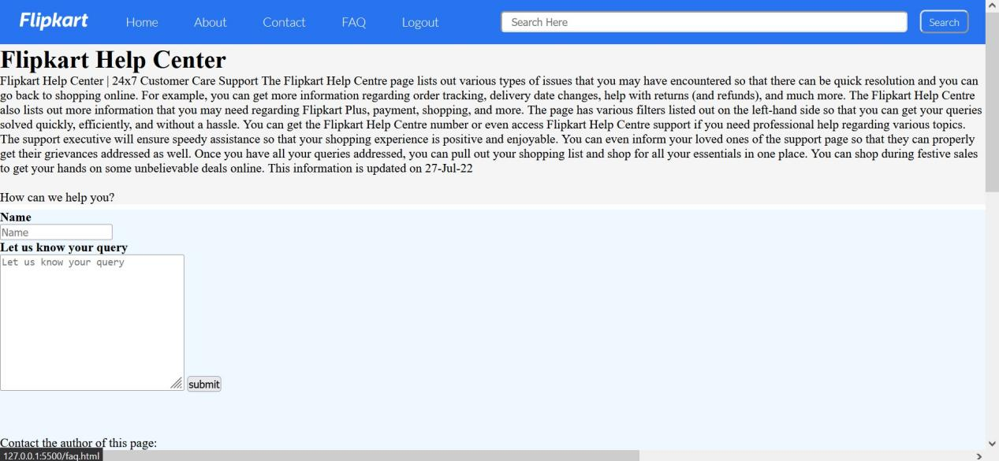 Flipkart Home About Contact FAQ Logout Search Here Search
Flipkart Help Center
Flipkart Help Center | 24x7 Customer Care Support The Flipkart Help Centre page lists out various types of issues that you may have encountered so that there can be quick resolution and you can
go back to shopping online. For example, you can get more information regarding order tracking, delivery date changes, help with returns (and refunds), and much more. The Flipkart Help Centre
also lists out more information that you may need regarding Flipkart Plus, payment, shopping, and more. The page has various filters listed out on the left-hand side so that you can get your queries
solved quickly, efficiently, and without a hassle. You can get the Flipkart Help Centre number or even access Flipkart Help Centre support if you need professional help regarding various topics.
The support executive will ensure speedy assistance so that your shopping experience is positive and enjoyable. You can even inform your loved ones of the support page so that they can properly
get their grievances addressed as well. Once you have all your queries addressed, you can pull out your shopping list and shop for all your essentials in one place. You can shop during festive sales
to get your hands on some unbelievable deals online. This information is updated on 27-Jul-22
How can we help you?
Name
Name
Let us know your query
Let us know your query
submit
Contact the author of this page:
127.0.0.1:5500/faq.html